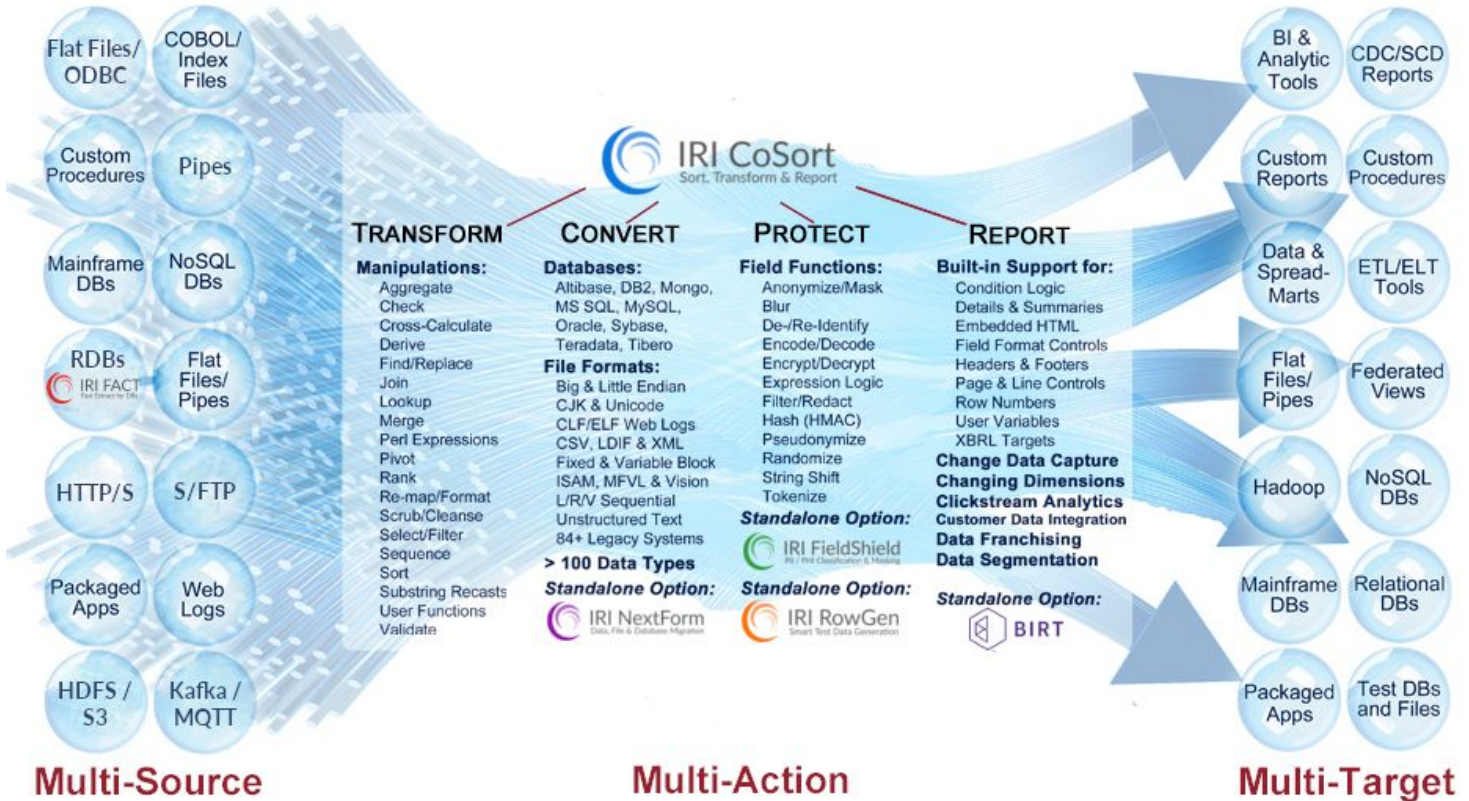 Flat Files/
ODBC
COBOL/
Index
Files
Custom
Procedures
Pipes
Mainframe
DBs
NoSQL
DBs
RDBs
IRI FACT
Fast Extract for DBs
Flat
Files/
Pipes
HTTP/S
S/FTP
Packaged
Apps
Web
Logs
HDFS /
S3
Kafka /
MQTT
Multi-Source
IRI CoSort
Sort, Transform & Report
TRANSFORM
Manipulations:
Aggregate
Check
Cross-Calculate
Derive
Find/Replace
Join
Lookup
Merge
Perl Expressions
Pivot
Rank
Re-map/Format
Scrub/Cleanse
Select/Filter
Sequence
Sort
Substring Recasts
User Functions
Validate
CONVERT
Databases:
Altibase, DB2, Mongo,
MS SQL, MySQL,
Oracle, Sybase,
Teradata, Tibero
File Formats:
Big & Little Endian
CJK & Unicode
CLF/ELF Web Logs
CSV, LDIF & XML
Fixed & Variable Block
ISAM, MFVL & Vision
L/R/V Sequential
Unstructured Text
84+ Legacy Systems
> 100 Data Types
Standalone Option:
IRI NextForm
Data, File & Database Migration
PROTECT
Field Functions:
Anonymize/Mask
Blur
De-/Re-Identify
Encode/Decode
Encrypt/Decrypt
Expression Logic
Filter/Redact
Hash (HMAC)
Pseudonymize
Randomize
String Shift
Tokenize
Standalone Option:
IRI FieldShield
PII / PHI Classification & Masking
IRI RowGen
Smart Test Data Generation
REPORT
Built-in Support for:
Condition Logic
Details & Summaries
Embedded HTML
Field Format Controls
Headers & Footers
Page & Line Controls
Row Numbers
User Variables
XBRL Targets
Change Data Capture
Changing Dimensions
Clickstream Analytics
Customer Data Integration
Data Franchising
Data Segmentation
Standalone Option:
BIRT
Multi-Action
BI &
Analytic
Tools
CDC/SCD
Reports
Custom
Reports
Custom
Procedures
Data &
Spread-
Marts
ETL/ELT
Tools
Flat
Files/
Pipes
Federated
Views
Hadoop
NoSQL
DBs
Mainframe
DBs
Relational
DBs
Packaged
Apps
Test DBs
and Files
Multi-Target